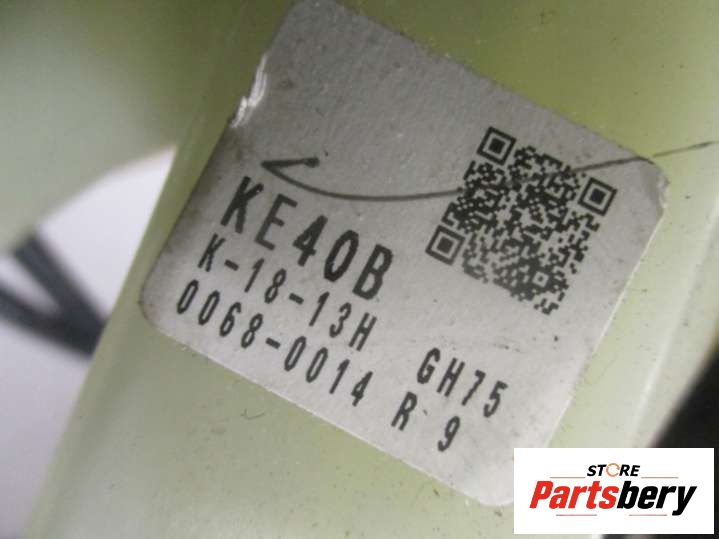 KE40B
K-18-13H GH75
0068-0014 R 9
STORE
Partsbery